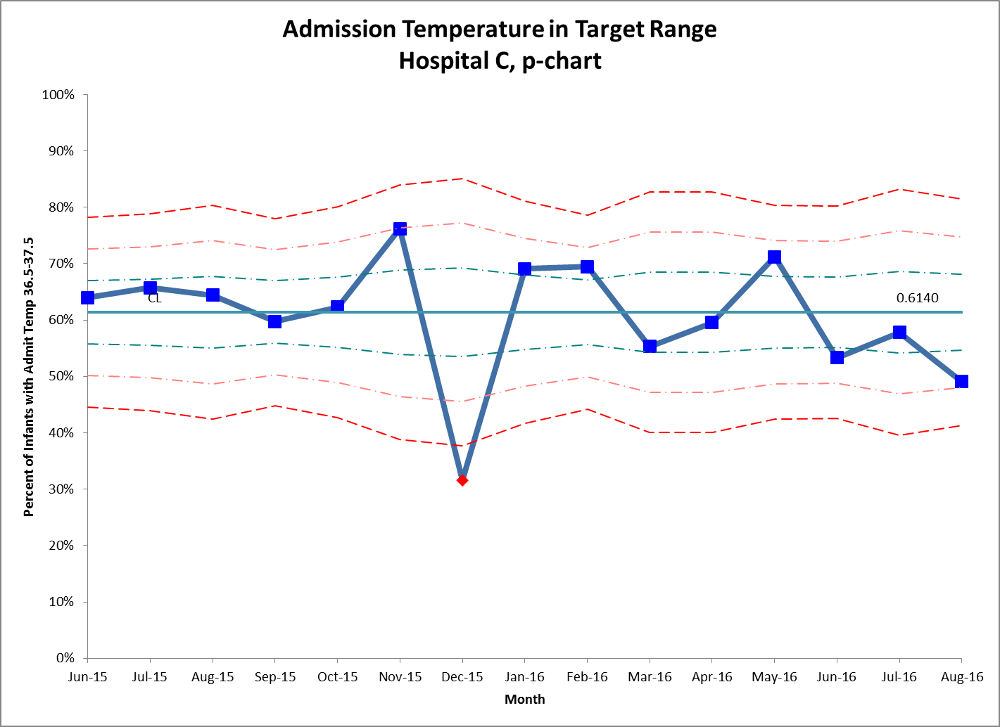 Admission Temperature in Target Range
Hospital C, p-chart
Percent of Infants with Admit Temp 36.5-37.5
100%
90%
80%
70%
60%
50%
40%
30%
20%
10%
0%
CL
0.6140
Jun-15 Jul-15 Aug-15 Sep-15 Oct-15 Nov-15 Dec-15 Jan-16 Feb-16 Mar-16 Apr-16 May-16 Jun-16 Jul-16 Aug-16
Month